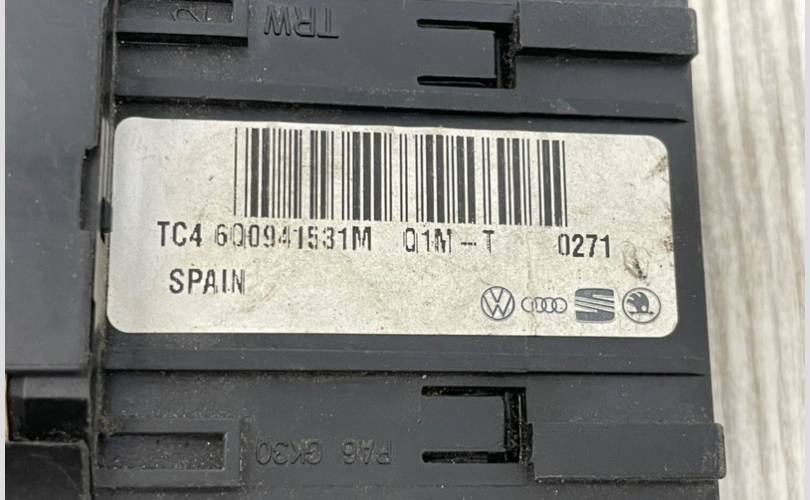 TRW
TC4 6Q0941531M Q1M-T 0271
SPAIN
PA6 GK30